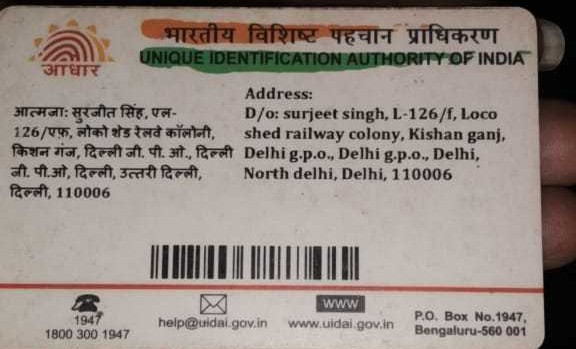 भारतीय विशिष्ट पहचान प्राधिकरण
UNIQUE IDENTIFICATION AUTHORITY OF INDIA
आधार
आत्मजा: सुरजीत सिंह, एल-
126/एफ़, लोको शेड रेलवे कॉलोनी,
किशन गंज, दिल्ली जी. पी. ओ., दिल्ली
जी. पी.ओ, दिल्ली, उत्तरी दिल्ली,
दिल्ली, 110006
Address:
D/o: surjeet singh, L-126/f, Loco
shed railway colony, Kishan ganj,
Delhi g.p.o., Delhi g.p.o., Delhi,
North delhi, Delhi, 110006
1947
1800 300 1947
help@uidai.gov.in
WWW
www.uidai.gov.in
P.O. Box No.1947,
Bengaluru-560 001